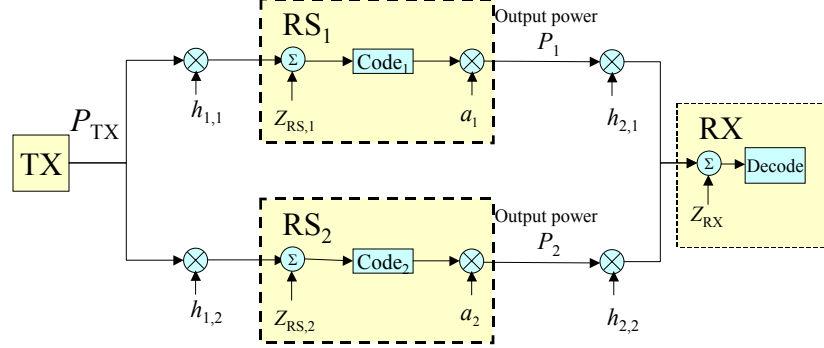 Output power
RS1
P1
Σ
Code1
h1,1
ZRS,1
a1
h2,1
PTX
TX
RX
Σ
Decode
ZRX
Output power
RS2
P2
Σ
Code2
h1,2
ZRS,2
a2
h2,2